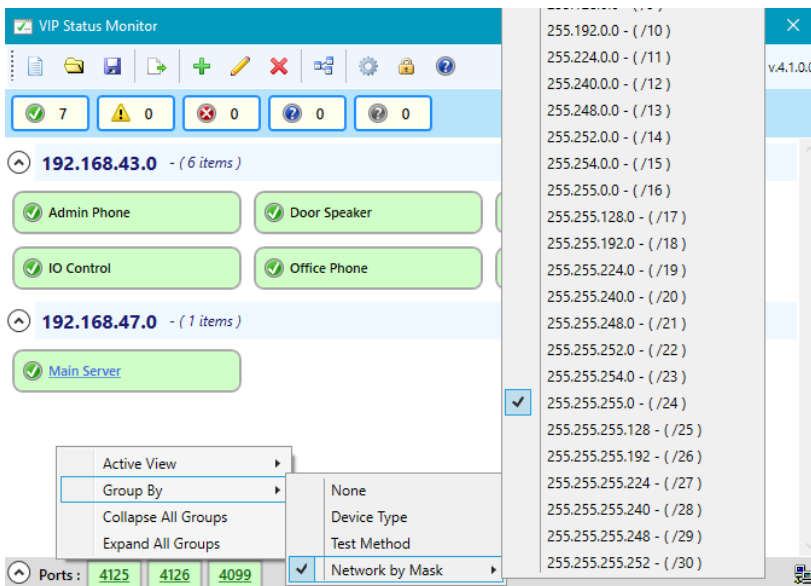 VIP Status Monitor
v.4.1.0.0
7 0 0 0 0
192.168.43.0 - ( 6 items )
Admin Phone Door Speaker
IO Control Office Phone
192.168.47.0 - ( 1 items )
Main Server
Active View
Group By
Collapse All Groups
Expand All Groups
None
Device Type
Test Method
Network by Mask
255.192.0.0 - ( /10 )
255.224.0.0 - ( /11 )
255.240.0.0 - ( /12 )
255.248.0.0 - ( /13 )
255.252.0.0 - ( /14 )
255.254.0.0 - ( /15 )
255.255.0.0 - ( /16 )
255.255.128.0 - ( /17 )
255.255.192.0 - ( /18 )
255.255.224.0 - ( /19 )
255.255.240.0 - ( /20 )
255.255.248.0 - ( /21 )
255.255.252.0 - ( /22 )
255.255.254.0 - ( /23 )
255.255.255.0 - ( /24 )
255.255.255.128 - ( /25 )
255.255.255.192 - ( /26 )
255.255.255.224 - ( /27 )
255.255.255.240 - ( /28 )
255.255.255.248 - ( /29 )
255.255.255.252 - ( /30 )
Ports : 4125 4126 4099